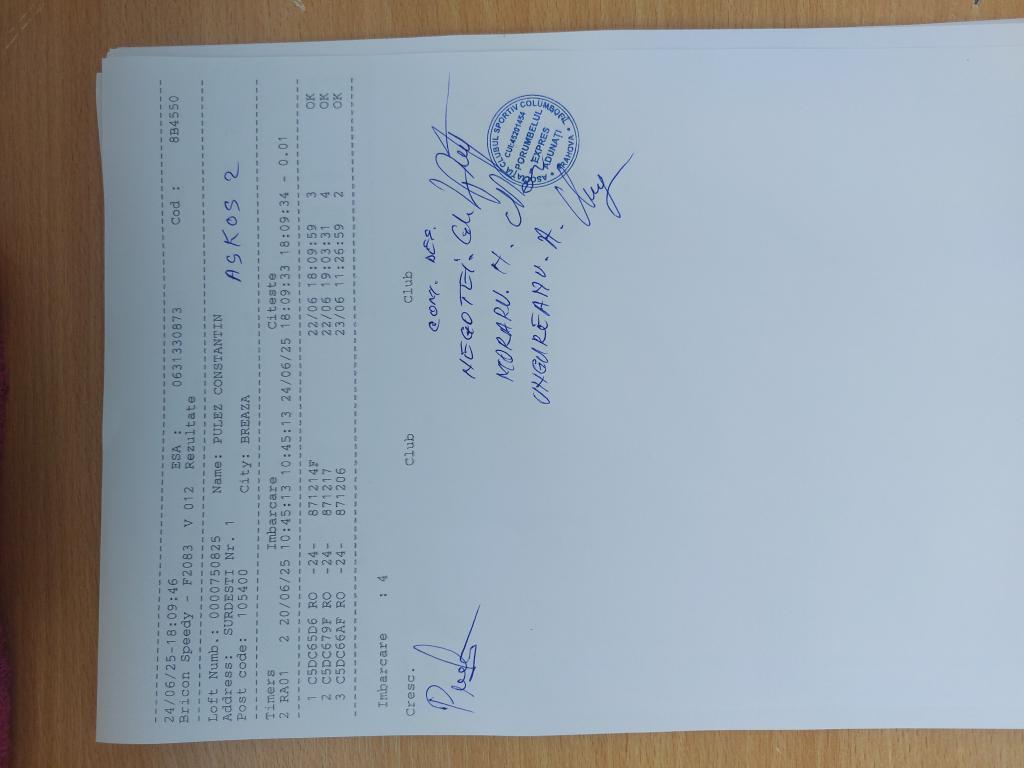 ------------------------------------------------------------
24/06/25-18:09:46 ESA : 0631330873 Cod : 8B4550
Bricon Speedy - F2083 V 012 Rezultate
------------------------------------------------------------
Loft Numb.: 0000750825 Name: PULEZ CONSTANTIN
Address: SURDESTI Nr. 1
Post code: 105400 City: BREAZA ASKOS 2
------------------------------------------------------------
Timers Imbarcare Citeste
2 RA01 2 20/06/25 10:45:13 10:45:13 24/06/25 18:09:33 18:09:34 - 0.01
------------------------------------------------------------
1 C5DC65D6 RO -24- 871214F 22/06 18:09:59 3 OK
2 C5DC679F RO -24- 871217 22/06 19:03:31 4 OK
3 C5DC66AF RO -24- 871206 23/06 11:26:59 2 OK
------------------------------------------------------------
Imbarcare : 4
Cresc. Club Club
COM. DES.
NEGOTEI.
MORARU. M.
UNGUREANU. A.
ASOCIAȚIA CLUBUL SPORTIV COLUMBOFIL
CUI:45201454
PORUMBELUL
EXPRES
ADUNAȚI
* PRAHOVA *